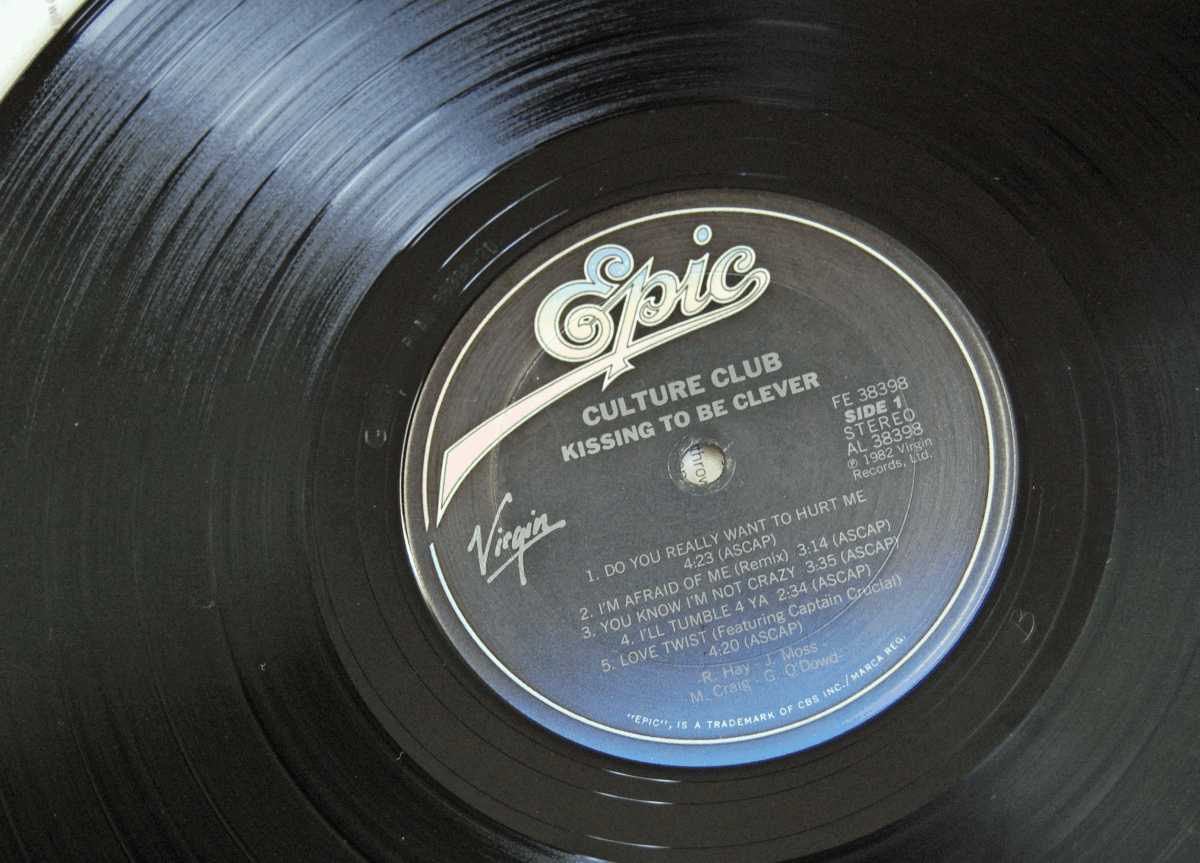 Epic
CULTURE CLUB
KISSING TO BE CLEVER
FE 38398
SIDE 1
STEREO
AL 38398
℗ 1982 Virgin
Records, Ltd.
throw
Virgin
1. DO YOU REALLY WANT TO HURT ME
4:23 (ASCAP)
2. I'M AFRAID OF ME (Remix) 3:14 (ASCAP)
3. YOU KNOW I'M NOT CRAZY 3:35 (ASCAP)
4. I'LL TUMBLE 4 YA 2:34 (ASCAP)
5. LOVE TWIST (Featuring Captain Crucial)
4:20 (ASCAP)
-R. Hay - J. Moss -
M. Craig - G. O'Dowd-
"EPIC", IS A TRADEMARK OF CBS INC./MARCA REG.